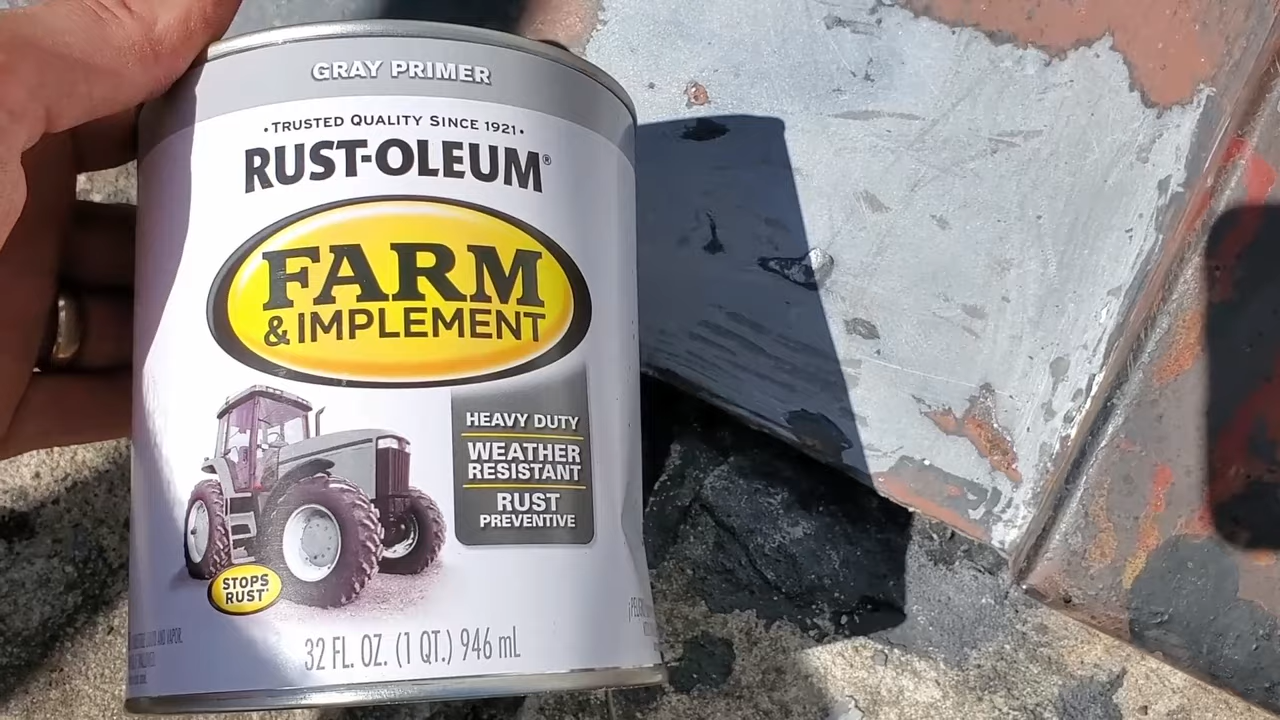 GRAY PRIMER
• TRUSTED QUALITY SINCE 1921 •
RUST-OLEUM®
FARM
& IMPLEMENT
HEAVY DUTY
WEATHER
RESISTANT
RUST
PREVENTIVE
STOPS
RUST*
32 FL. OZ. (1 QT.) 946 mL